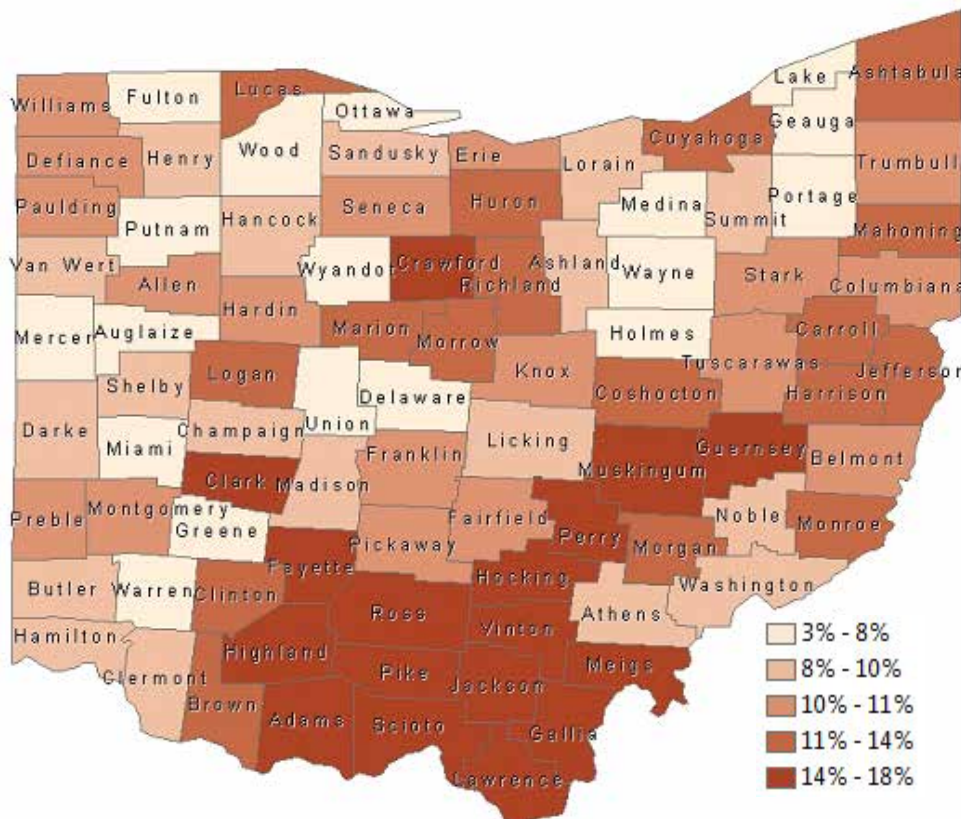 Lake
Ashtabula
Williams
Fulton
Lucas
Ottawa
Geauga
Cuyahoga
Defiance
Henry
Wood
Sandusky
Erie
Lorain
Trumbull
Paulding
Putnam
Hancock
Seneca
Huron
Medina
Summit
Portage
Mahoning
Van Wert
Allen
Wyandot
Crawford
Richland
Ashland
Wayne
Stark
Columbiana
Mercer
Auglaize
Hardin
Marion
Morrow
Holmes
Carroll
Tuscarawas
Jefferson
Shelby
Logan
Knox
Coshocton
Harrison
Darke
Union
Delaware
Champaign
Licking
Miami
Franklin
Muskingum
Guernsey
Belmont
Clark
Madison
Preble
Montgomery
Greene
Fairfield
Pickaway
Perry
Noble
Monroe
Morgan
Fayette
Hocking
Washington
Butler
Warren
Clinton
Ross
Athens
Vinton
Hamilton
Highland
Meigs
Clermont
Pike
Jackson
Brown
Adams
Scioto
Gallia
Lawrence
3% - 8%
8% - 10%
10% - 11%
11% - 14%
14% - 18%